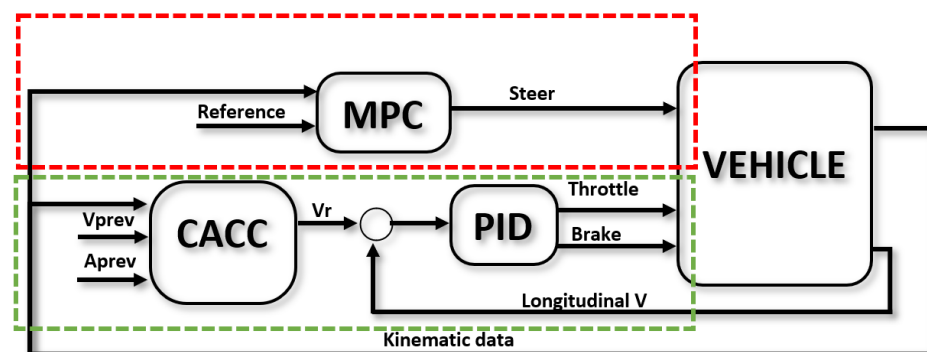 Steer
Reference
MPC
VEHICLE
Throttle
Vprev
CACC
Vr
PID
Brake
Aprev
Longitudinal V
Kinematic data